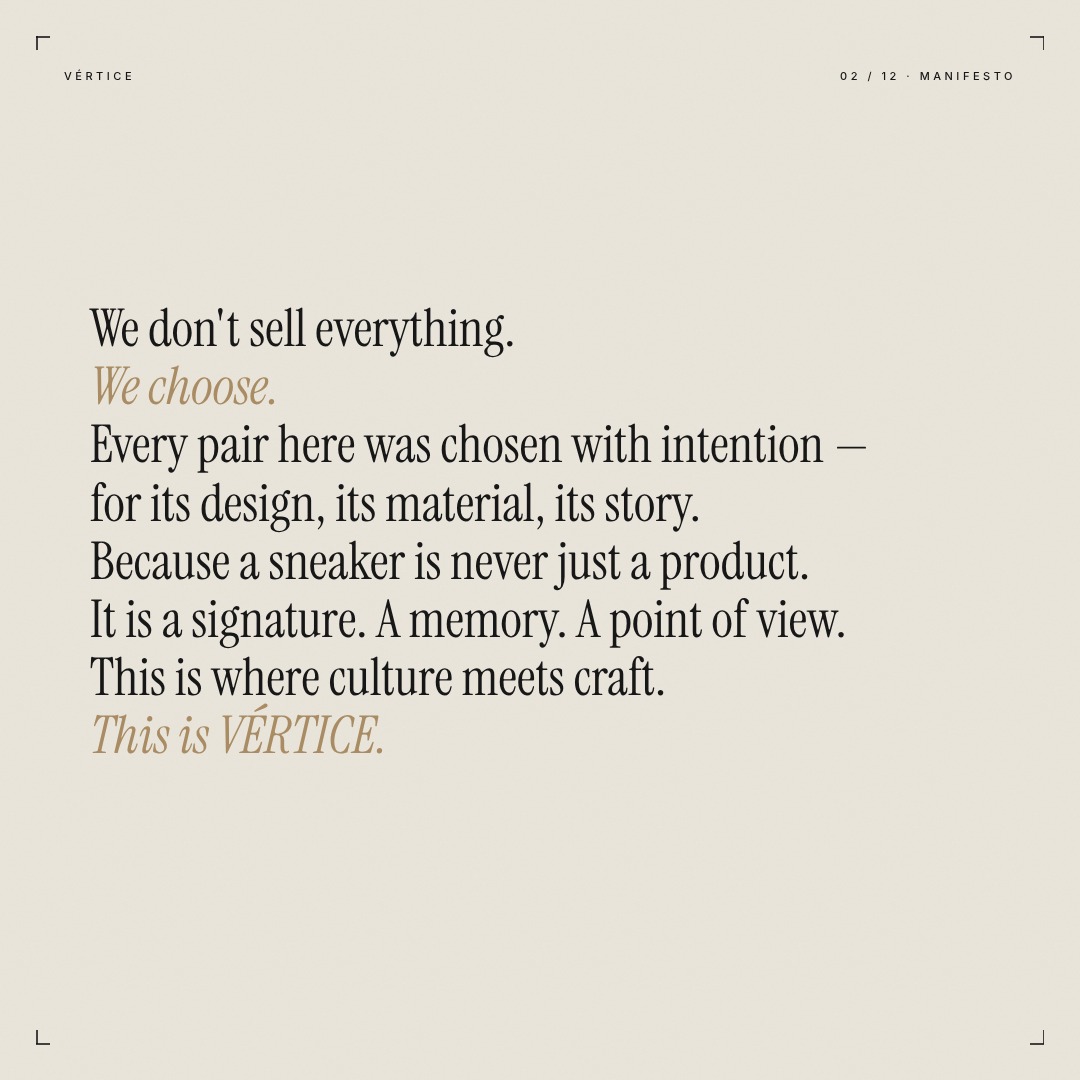 VÉRTICE
02 / 12 · MANIFESTO
We don't sell everything.
We choose.
Every pair here was chosen with intention —
for its design, its material, its story.
Because a sneaker is never just a product.
It is a signature. A memory. A point of view.
This is where culture meets craft.
This is VÉRTICE.